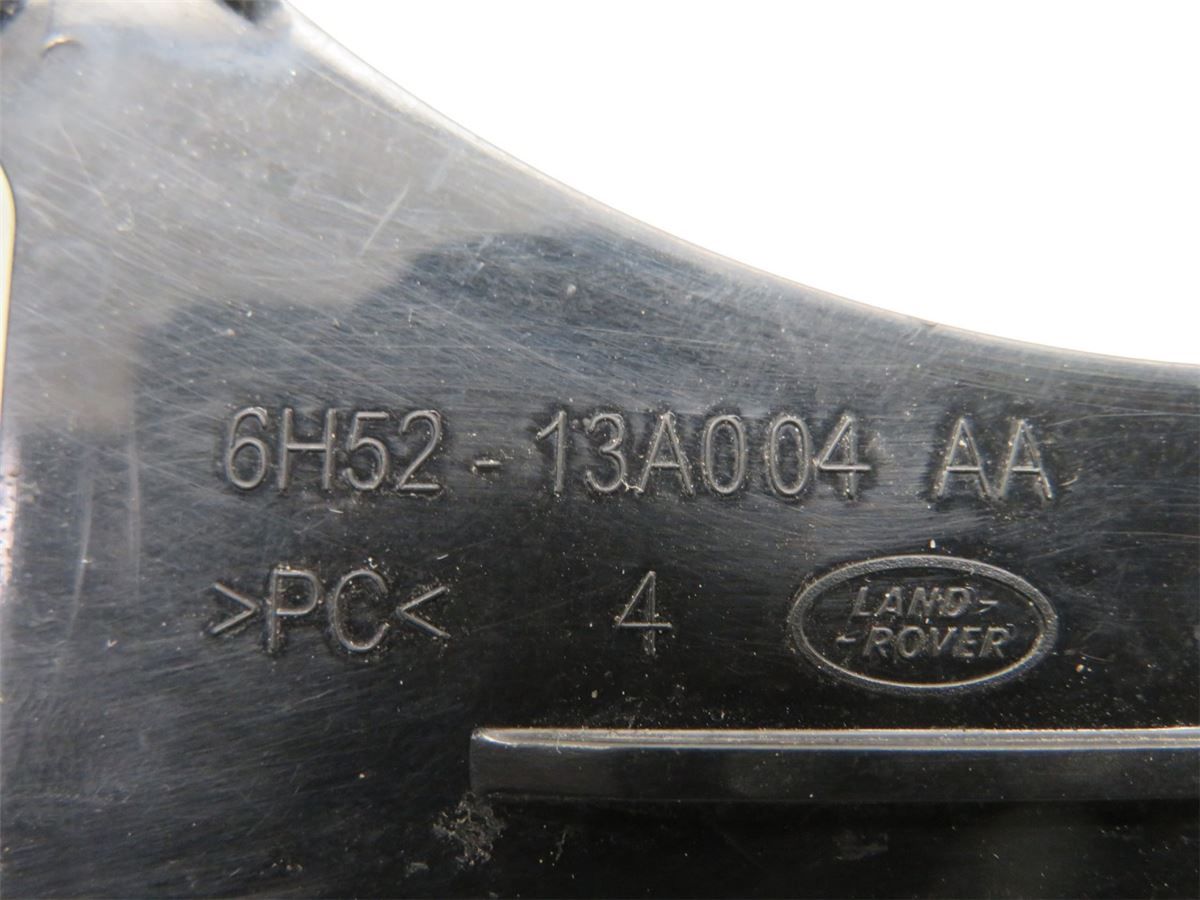 6H52-13A004 AA
>PC< 4
LAND-
-ROVER